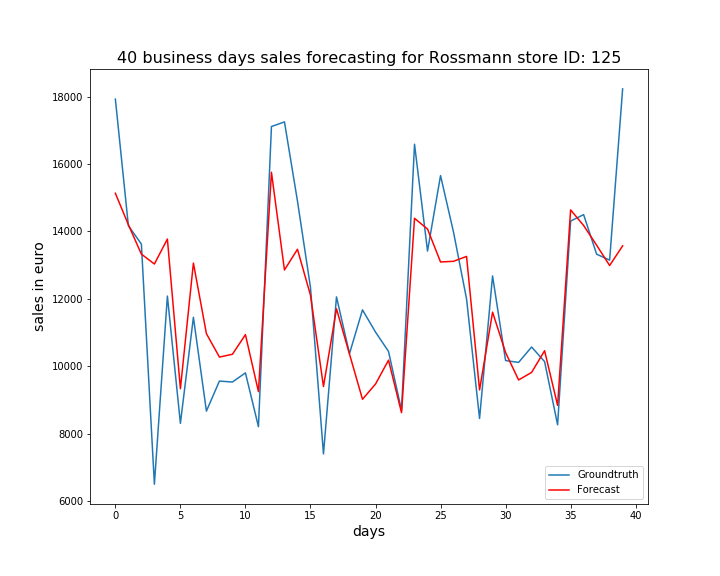 40 business days sales forecasting for Rossmann store ID: 125
18000
16000
14000
12000
10000
8000
6000
sales in euro
0 5 10 15 20 25 30 35 40
days
Groundtruth
Forecast